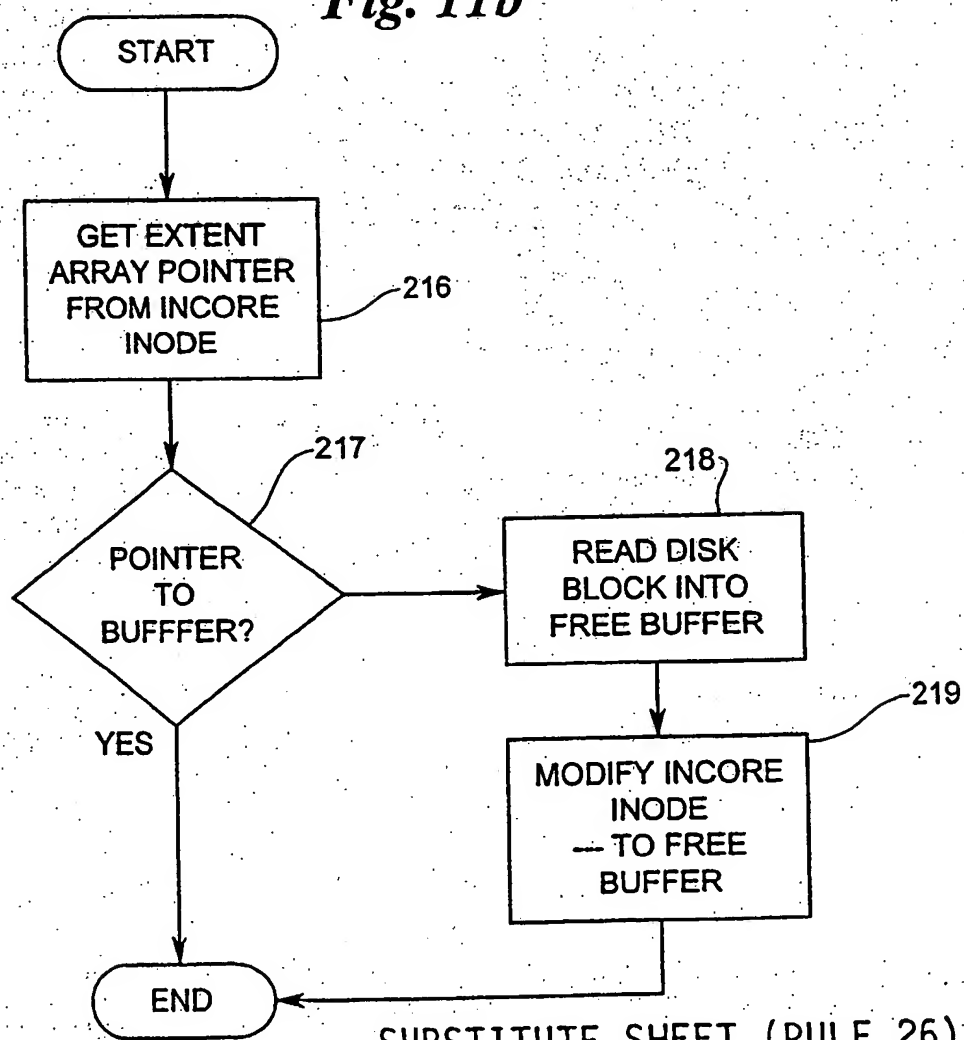 Fig. 11b
START
GET EXTENT
ARRAY POINTER
FROM INCORE
INODE
216
217
POINTER
TO
BUFFFER?
218
READ DISK
BLOCK INTO
FREE BUFFER
219
YES
MODIFY INCORE
INODE
--- TO FREE
BUFFER
END
SUBSTITUTE SHEET (RULE 26)